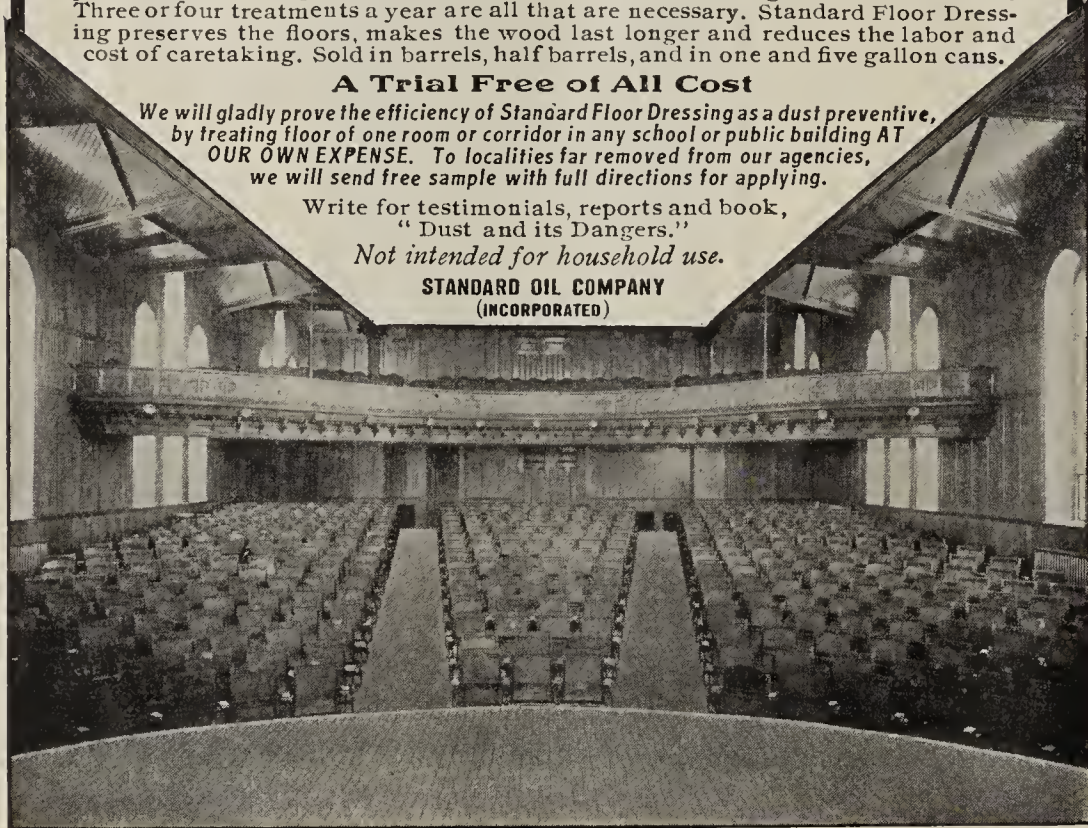 Three or four treatments a year are all that are necessary. Standard Floor Dress-
ing preserves the floors, makes the wood last longer and reduces the labor and
cost of caretaking. Sold in barrels, half barrels, and in one and five gallon cans.
A Trial Free of All Cost
We will gladly prove the efficiency of Standard Floor Dressing as a dust preventive,
by treating floor of one room or corridor in any school or public building AT
OUR OWN EXPENSE. To localities far removed from our agencies,
we will send free sample with full directions for applying.
Write for testimonials, reports and book,
"Dust and its Dangers."
Not intended for household use.
STANDARD OIL COMPANY
(INCORPORATED)